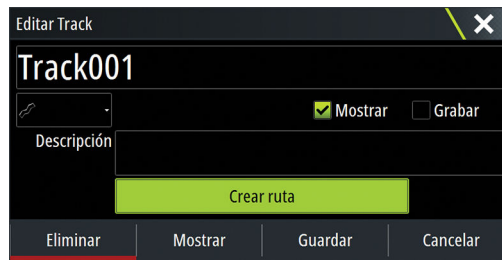 Editar Track
Track001
Mostrar Grabar
Descripción
Crear ruta
Eliminar Mostrar Guardar Cancelar